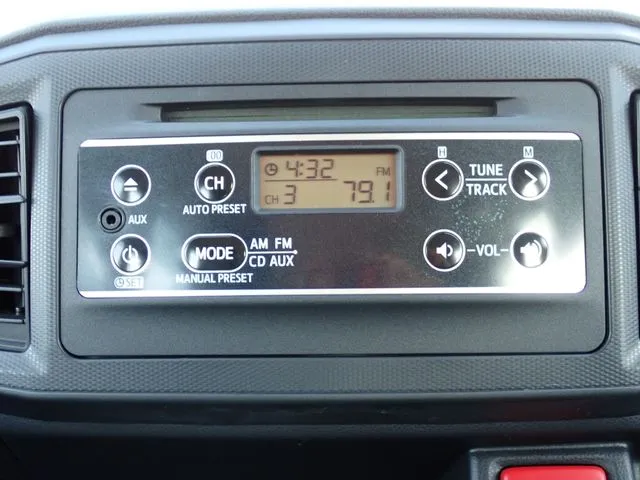 :00
H
M
4:32 FM
CH 3 79.1
CH
AUTO PRESET
TUNE
TRACK
AUX
MODE
AM FM
CD AUX
MANUAL PRESET
-VOL-
SET